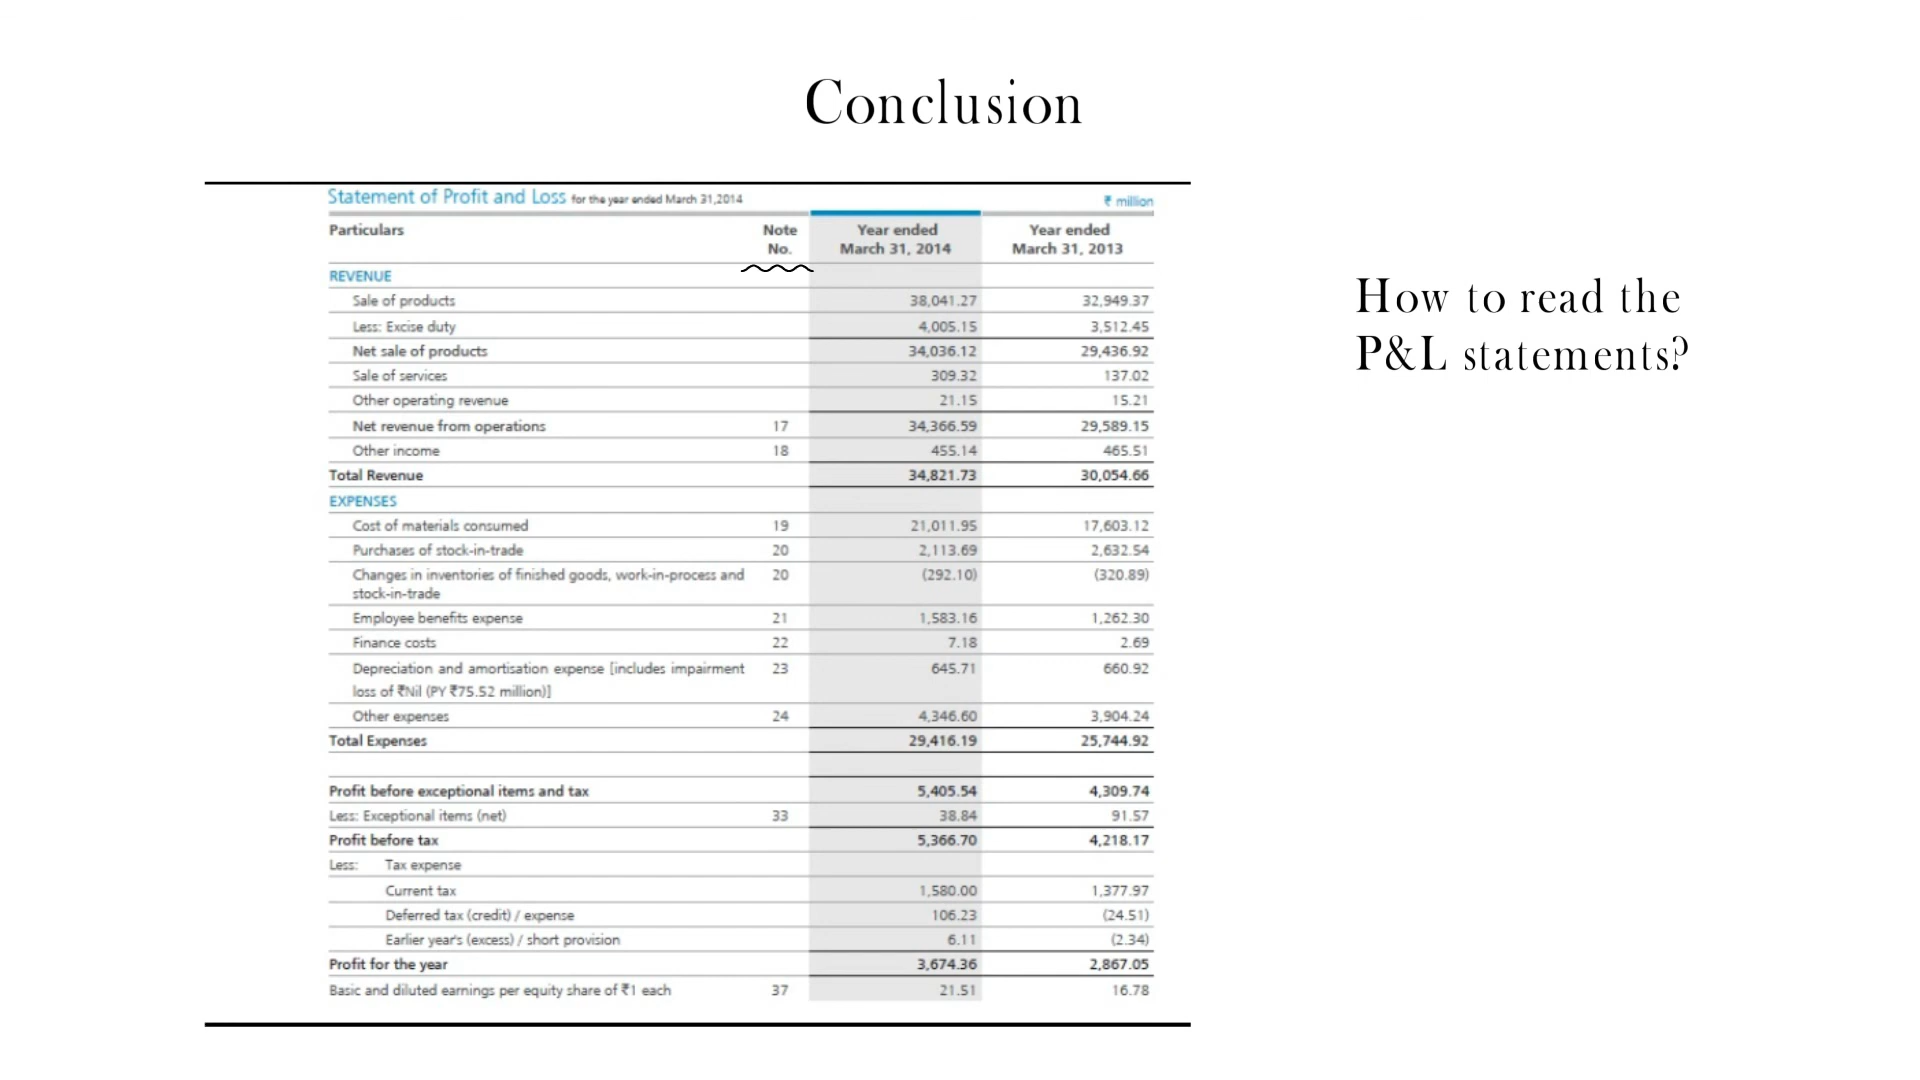 Conclusion
Statement of Profit and Loss for the year ended March 31,2014 ₹ million
Particulars Note No. Year ended March 31, 2014 Year ended March 31, 2013
REVENUE
Sale of products 38,041.27 32,949.37
Less: Excise duty 4,005.15 3,512.45
Net sale of products 34,036.12 29,436.92
Sale of services 309.32 137.02
Other operating revenue 21.15 15.21
Net revenue from operations 17 34,366.59 29,589.15
Other income 18 455.14 465.51
Total Revenue 34,821.73 30,054.66
EXPENSES
Cost of materials consumed 19 21,011.95 17,603.12
Purchases of stock-in-trade 20 2,113.69 2,632.54
Changes in inventories of finished goods, work-in-process and 20 (292.10) (320.89)
stock-in-trade
Employee benefits expense 21 1,583.16 1,262.30
Finance costs 22 7.18 2.69
Depreciation and amortisation expense [includes impairment 23 645.71 660.92
loss of ₹Nil (PY ₹75.52 million)]
Other expenses 24 4,346.60 3,904.24
Total Expenses 29,416.19 25,744.92
Profit before exceptional items and tax 5,405.54 4,309.74
Less: Exceptional items (net) 33 38.84 91.57
Profit before tax 5,366.70 4,218.17
Less: Tax expense
Current tax 1,580.00 1,377.97
Deferred tax (credit) / expense 106.23 (24.51)
Earlier year's (excess) / short provision 6.11 (2.34)
Profit for the year 3,674.36 2,867.05
Basic and diluted earnings per equity share of ₹1 each 37 21.51 16.78
How to read the
P&L statements?